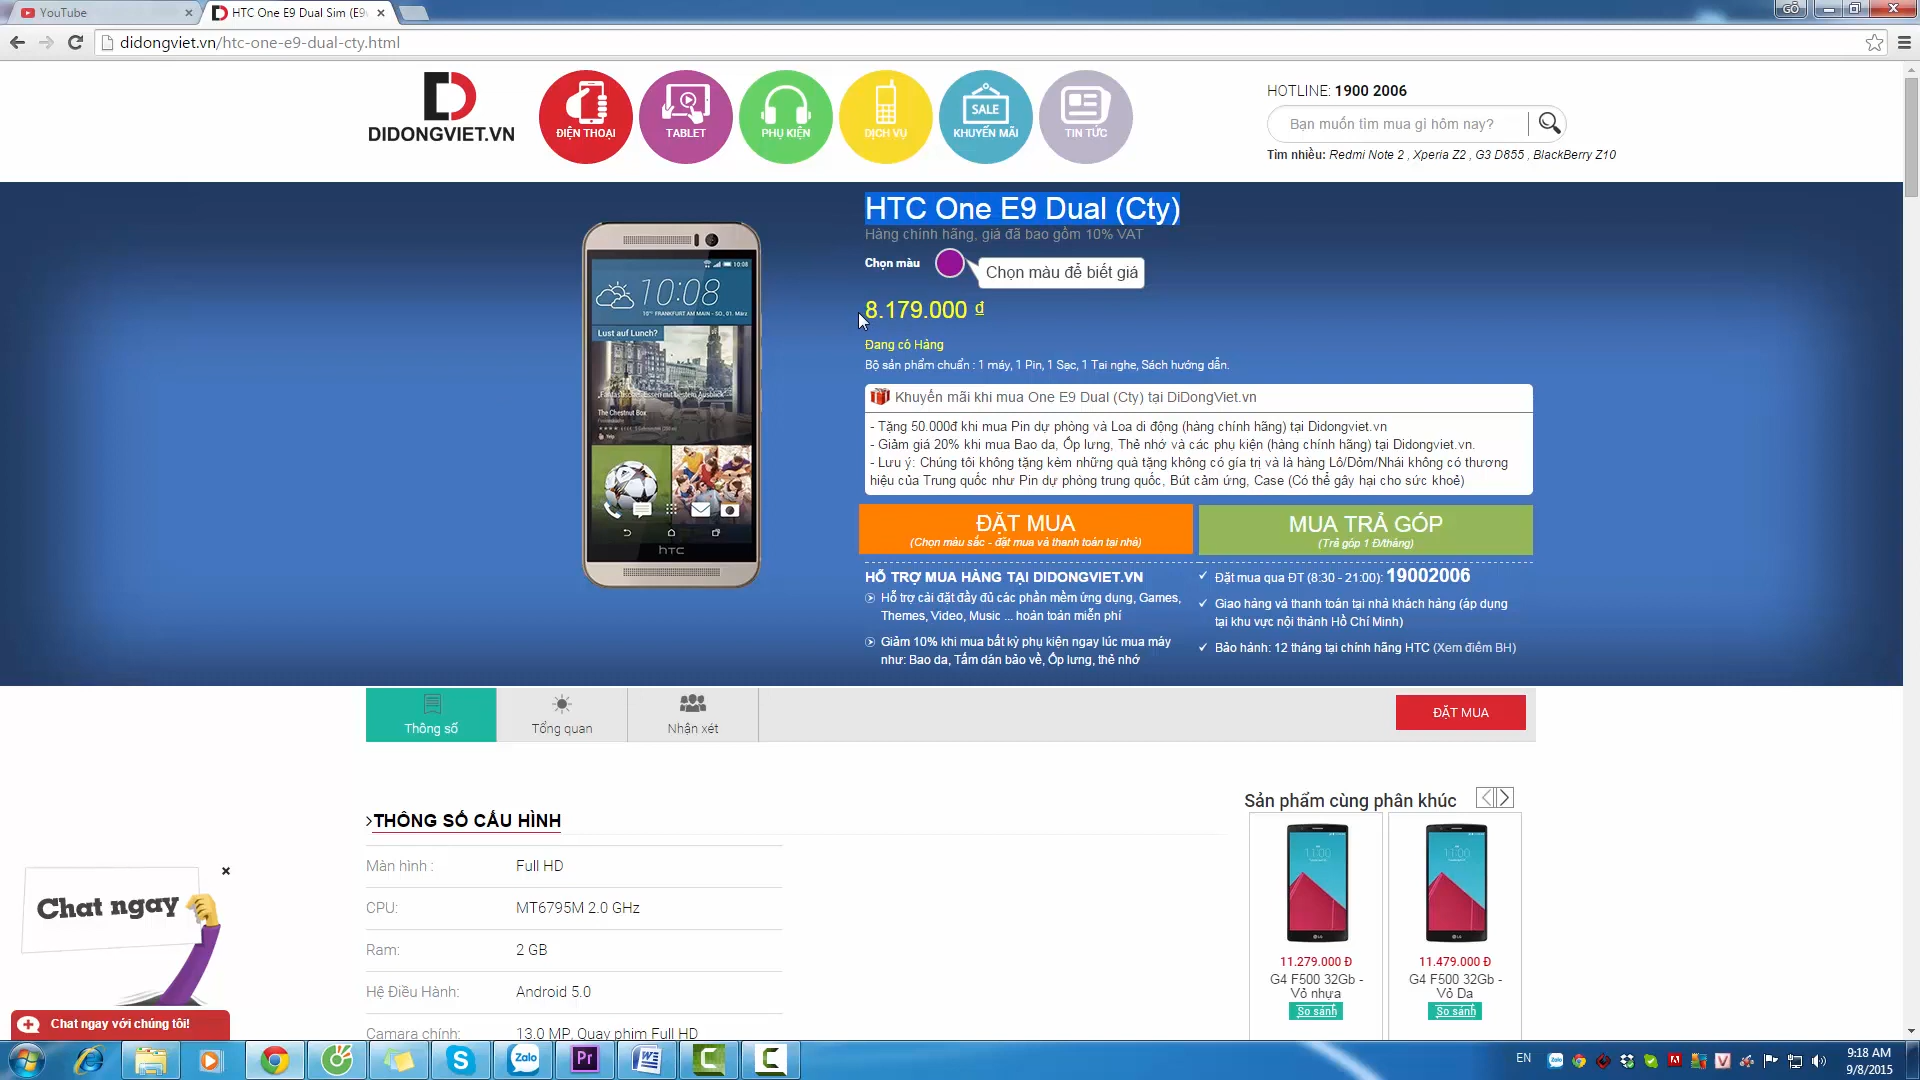 YouTube
HTC One E9 Dual Sim (E9
GÕ
didongviet.vn/htc-one-e9-dual-cty.html
DIDONGVIET.VN
ĐIỆN THOẠI
TABLET
PHỤ KIỆN
DỊCH VỤ
SALE
KHUYẾN MÃI
TIN TỨC
HOTLINE: 1900 2006
Bạn muốn tìm mua gì hôm nay?
Tìm nhiều: Redmi Note 2 , Xperia Z2 , G3 D855 , BlackBerry Z10
HTC One E9 Dual (Cty)
Hàng chính hãng, giá đã bao gồm 10% VAT
Chọn màu
Chọn màu để biết giá
8.179.000 ₫
Đang có Hàng
Bộ sản phẩm chuẩn : 1 máy, 1 Pin, 1 Sạc, 1 Tai nghe, Sách hướng dẫn.
10:08
10:08
Lust auf Lunch?
The Chestnut Box
Yelp
hTC
Khuyến mãi khi mua One E9 Dual (Cty) tại DiDongViet.vn
- Tặng 50.000đ khi mua Pin dự phòng và Loa di động (hàng chính hãng) tại Didongviet.vn
- Giảm giá 20% khi mua Bao da, Ốp lưng, Thẻ nhớ và các phụ kiện (hàng chính hãng) tại Didongviet.vn.
- Lưu ý: Chúng tôi không tặng kèm những quà tặng không có gía trị và là hàng Lô/Dỏm/Nhái không có thương
hiệu của Trung quốc như Pin dự phòng trung quốc, Bút cảm ứng, Case (Có thể gây hại cho sức khoẻ)
ĐẶT MUA
(Chọn màu sắc - đặt mua và thanh toán tại nhà)
MUA TRẢ GÓP
(Trả góp 1 Đ/tháng)
HỖ TRỢ MUA HÀNG TẠI DIDONGVIET.VN
Hỗ trợ cài đặt đầy đủ các phần mềm ứng dụng, Games,
Themes, Video, Music ... hoàn toàn miễn phí
Giảm 10% khi mua bất kỳ phụ kiện ngay lúc mua máy
như: Bao da, Tấm dán bảo vệ, Ốp lưng, thẻ nhớ
Đặt mua qua ĐT (8:30 - 21:00): 19002006
Giao hàng và thanh toán tại nhà khách hàng (áp dụng
tại khu vực nội thành Hồ Chí Minh)
Bảo hành: 12 tháng tại chính hãng HTC (Xem điểm BH)
Thông số
Tổng quan
Nhận xét
ĐẶT MUA
THÔNG SỐ CẤU HÌNH
Màn hình :
Full HD
CPU:
MT6795M 2.0 GHz
Ram:
2 GB
Hệ Điều Hành:
Android 5.0
Camara chính:
13.0 MP, Quay phim Full HD
Sản phẩm cùng phân khúc
11:00
LG
11.279.000 Đ
G4 F500 32Gb -
Vỏ nhựa
So sánh
11:00
LG
11.479.000 Đ
G4 F500 32Gb -
Vỏ Da
So sánh
Chat ngay
Chat ngay với chúng tôi!
Zalo
Pr
EN
9:18 AM
9/8/2015